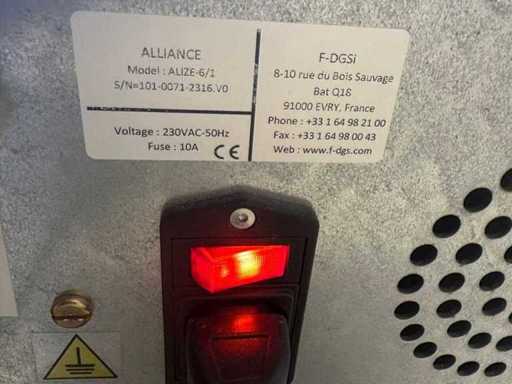 ALLIANCE
Model : ALIZE-6/1
S/N=101-0071-2316.V0
Voltage : 230VAC-50Hz
Fuse : 10A CE
F-DGSi
8-10 rue du Bois Sauvage
Bat Q18
91000 EVRY, France
Phone : +33 1 64 98 21 00
Fax : +33 1 64 98 00 43
Web : www.f-dgs.com